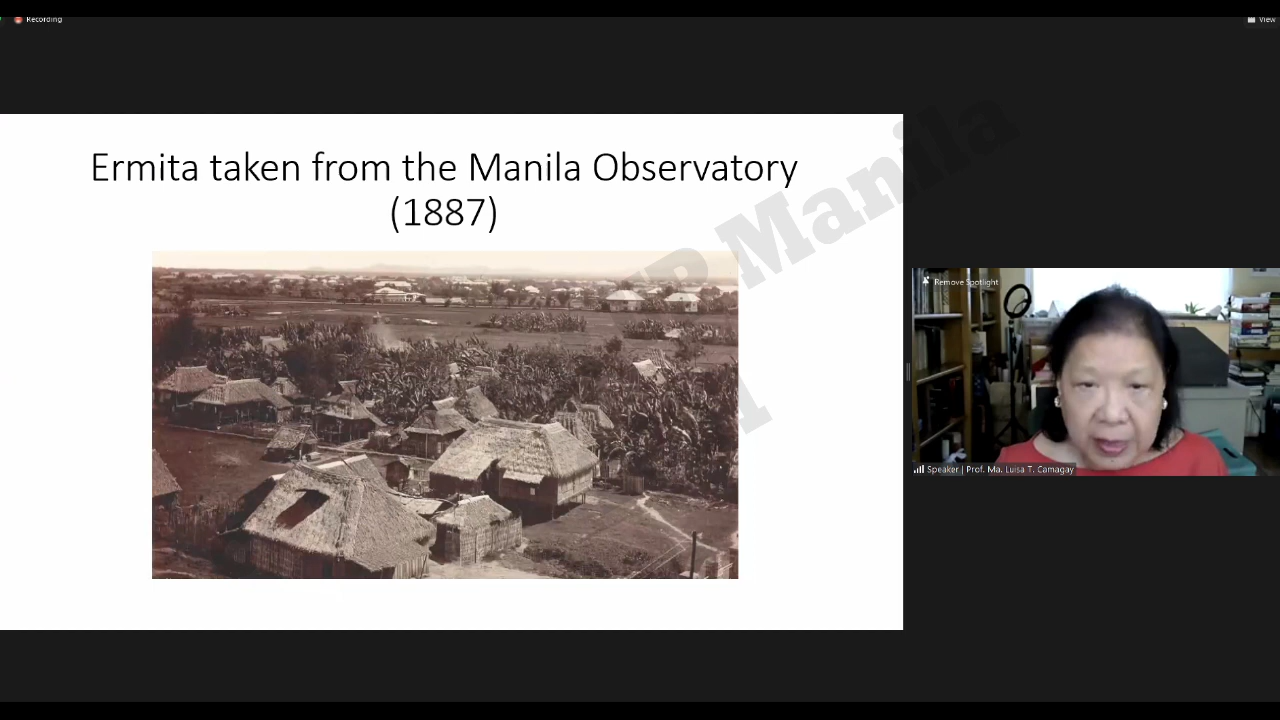 Recording
View
Ermita taken from the Manila Observatory
(1887)
Manila
Remove Spotlight
Speaker | Prof. Ma. Luisa T. Camagay